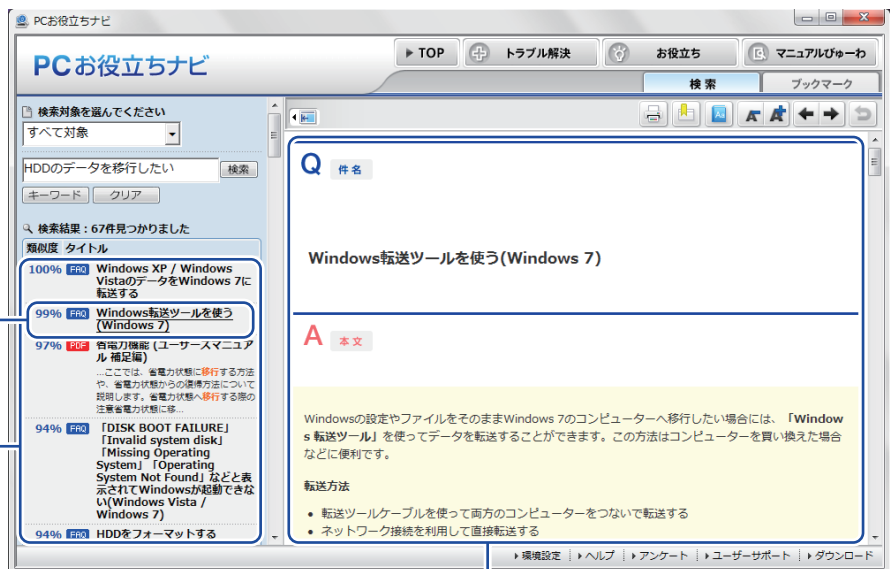 PCお役立ちナビ
PCお役立ちナビ
TOP
トラブル解決
お役立ち
マニュアルびゅーわ
検索
ブックマーク
検索対象を選んでください
すべて対象
HDDのデータを移行したい
検索
キーワード
クリア
検索結果：67件見つかりました
類似度 タイトル
100% FAQ Windows XP / Windows
VistaのデータをWindows 7に
転送する
99% FAQ Windows転送ツールを使う
(Windows 7)
97% PDF 省電力機能 (ユーザーズマニュア
ル 補足編)
…ここでは、省電力状態に移行する方法
や、省電力状態からの復帰方法について
説明します。省電力状態へ移行する際の
注意省電力状態に移...
94% FAQ 「DISK BOOT FAILURE」
「Invalid system disk」
「Missing Operating
System」「Operating
System Not Found」などと表
示されてWindowsが起動できな
い(Windows Vista /
Windows 7)
94% FAQ HDDをフォーマットする
Q 件名
Windows転送ツールを使う(Windows 7)
A 本文
Windowsの設定やファイルをそのままWindows 7のコンピューターへ移行したい場合には、「Window
s 転送ツール」を使ってデータを転送することができます。この方法はコンピューターを買い換えた場合
などに便利です。
転送方法
• 転送ツールケーブルを使って両方のコンピューターをつないで転送する
• ネットワーク接続を利用して直接転送する
環境設定
ヘルプ
アンケート
ユーザーサポート
ダウンロード